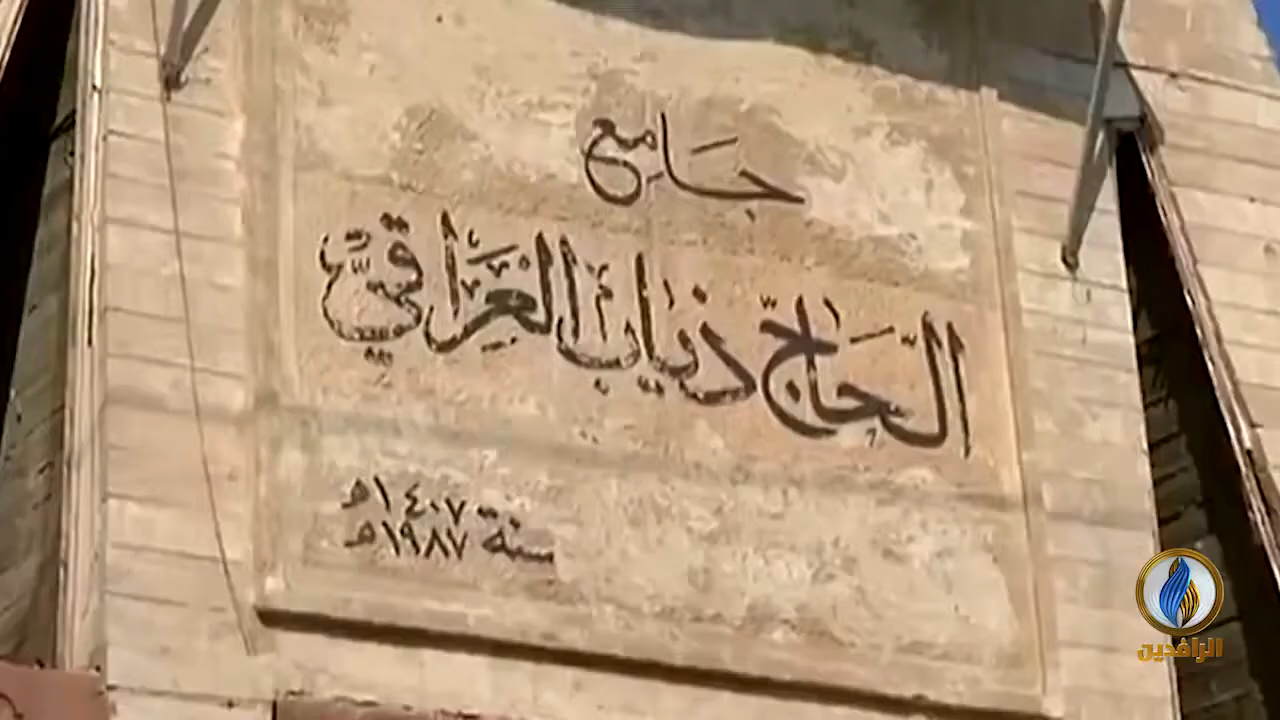 جامع
الحاج ذياب العراقي
١٤٠٧هـ
سنة ١٩٨٧م
الرافدين